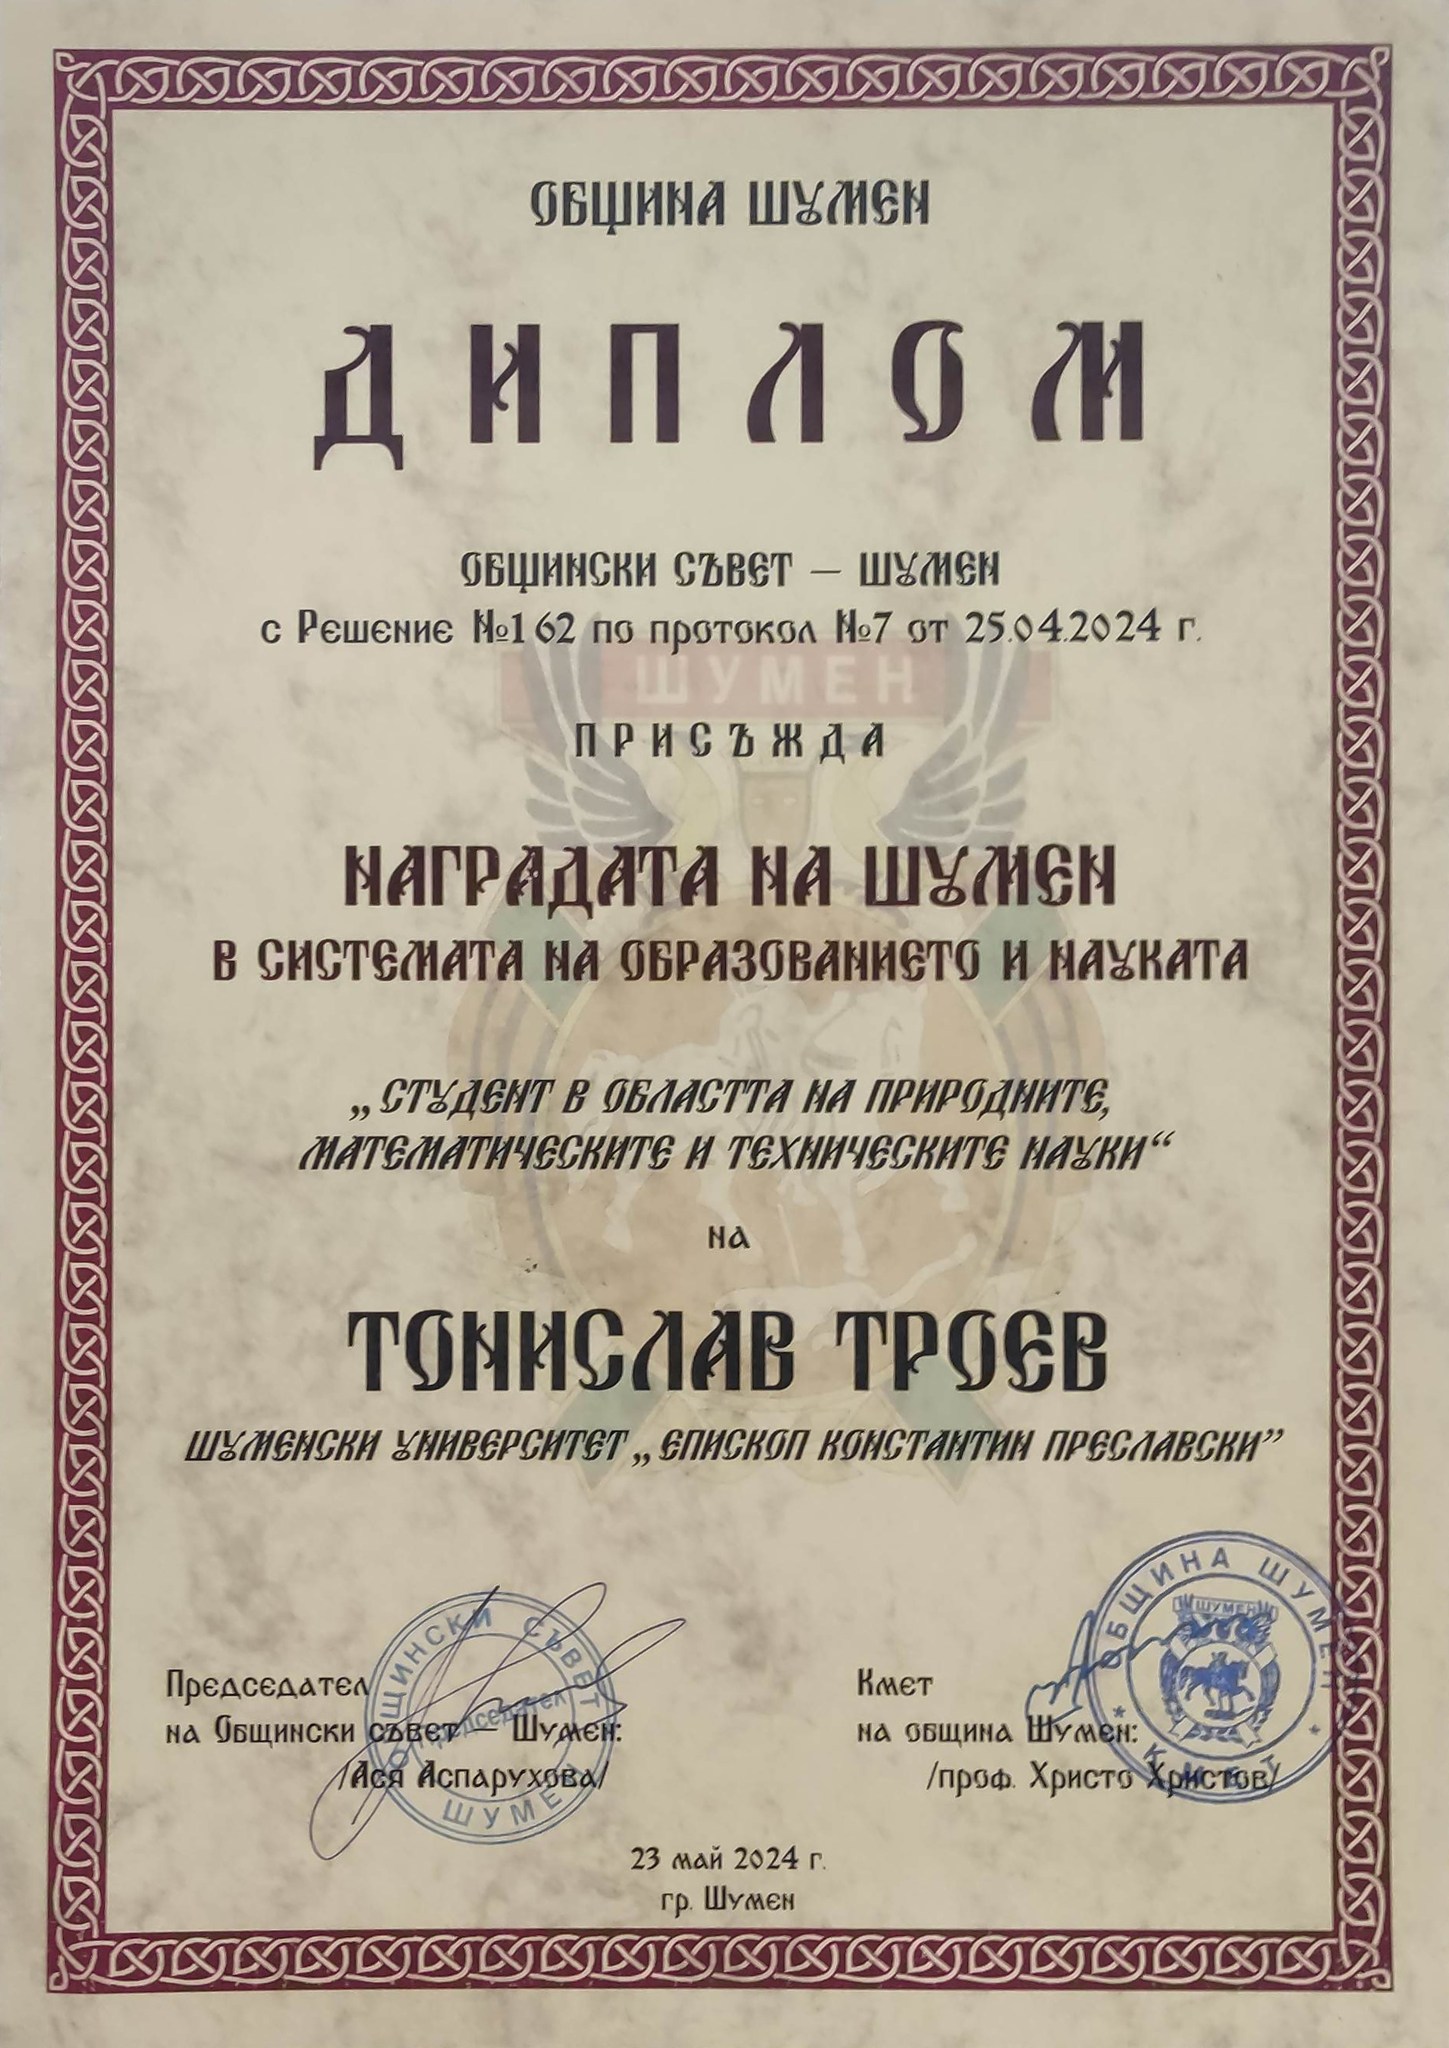 ОБЩИНА ШУМЕН
ДИПЛОМ
ОБЩИНСКИ СЪВЕТ – ШУМЕН
с Решение №162 по протокол №7 от 25.04.2024 г.
ШУМЕН
ПРИСЪЖДА
НАГРАДАТА НА ШУМЕН
В СИСТЕМАТА НА ОБРАЗОВАНИЕТО И НАУКАТА
„СТУДЕНТ В ОБЛАСТТА НА ПРИРОДНИТЕ,
МАТЕМАТИЧЕСКИТЕ И ТЕХНИЧЕСКИТЕ НАУКИ“
на
ТОНИСЛАВ ТРОЕВ
ШУМЕНСКИ УНИВЕРСИТЕТ „ЕПИСКОП КОНСТАНТИН ПРЕСЛАВСКИ”
Председател
на Общински съвет – Шумен:
/Ася Аспарухова/
ОБЩИНСКИ СЪВЕТ
Председател
ШУМЕН
Кмет
на община Шумен:
/проф. Христо Христов/
ОБЩИНА ШУМЕН
ШУМЕН
* КМЕТ *
23 май 2024 г.
гр. Шумен